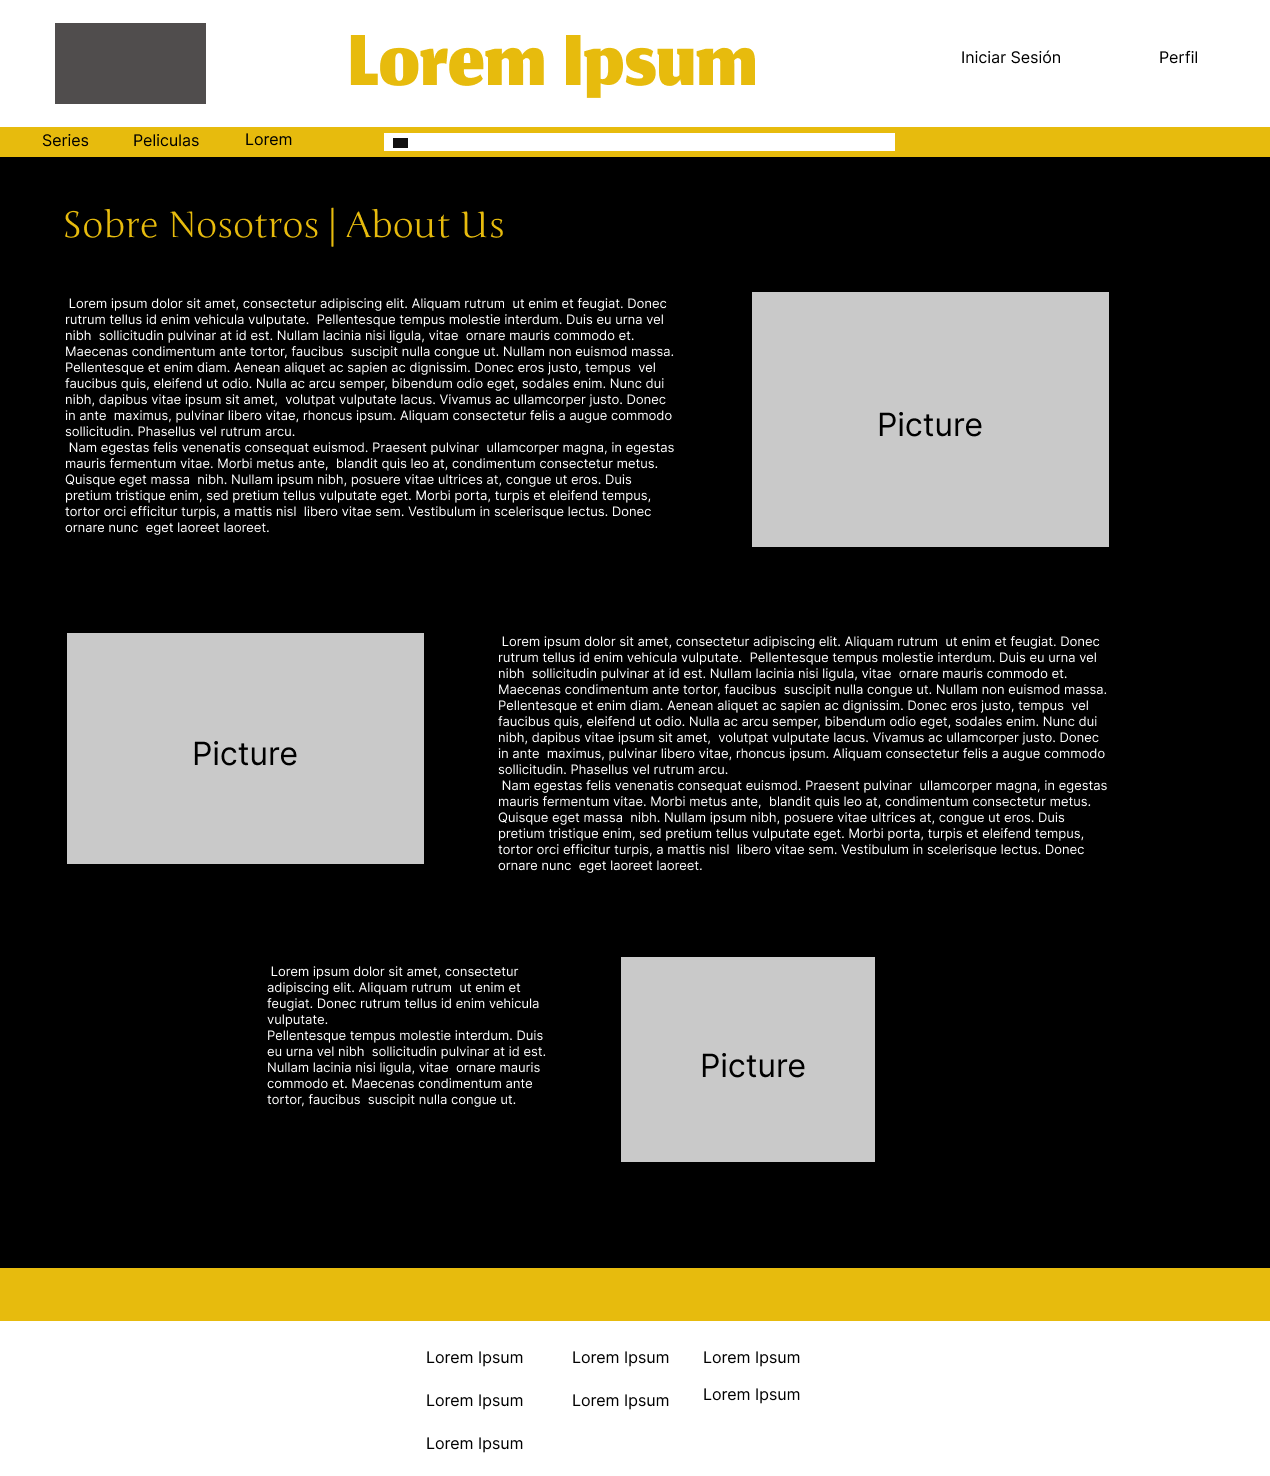 Lorem Ipsum
Iniciar Sesión
Perfil
Series
Peliculas
Lorem
Sobre Nosotros | About Us
Lorem ipsum dolor sit amet, consectetur adipiscing elit. Aliquam rutrum  ut enim et feugiat. Donec
rutrum tellus id enim vehicula vulputate.  Pellentesque tempus molestie interdum. Duis eu urna vel
nibh  sollicitudin pulvinar at id est. Nullam lacinia nisi ligula, vitae  ornare mauris commodo et.
Maecenas condimentum ante tortor, faucibus  suscipit nulla congue ut. Nullam non euismod massa.
Pellentesque et enim diam. Aenean aliquet ac sapien ac dignissim. Donec eros justo, tempus  vel
faucibus quis, eleifend ut odio. Nulla ac arcu semper, bibendum odio eget, sodales enim. Nunc dui
nibh, dapibus vitae ipsum sit amet,  volutpat vulputate lacus. Vivamus ac ullamcorper justo. Donec
in ante  maximus, pulvinar libero vitae, rhoncus ipsum. Aliquam consectetur felis a augue commodo
sollicitudin. Phasellus vel rutrum arcu.
Nam egestas felis venenatis consequat euismod. Praesent pulvinar  ullamcorper magna, in egestas
mauris fermentum vitae. Morbi metus ante,  blandit quis leo at, condimentum consectetur metus.
Quisque eget massa  nibh. Nullam ipsum nibh, posuere vitae ultrices at, congue ut eros. Duis
pretium tristique enim, sed pretium tellus vulputate eget. Morbi porta, turpis et eleifend tempus,
tortor orci efficitur turpis, a mattis nisl  libero vitae sem. Vestibulum in scelerisque lectus. Donec
ornare nunc  eget laoreet laoreet.
Picture
Picture
Lorem ipsum dolor sit amet, consectetur adipiscing elit. Aliquam rutrum  ut enim et feugiat. Donec
rutrum tellus id enim vehicula vulputate.  Pellentesque tempus molestie interdum. Duis eu urna vel
nibh  sollicitudin pulvinar at id est. Nullam lacinia nisi ligula, vitae  ornare mauris commodo et.
Maecenas condimentum ante tortor, faucibus  suscipit nulla congue ut. Nullam non euismod massa.
Pellentesque et enim diam. Aenean aliquet ac sapien ac dignissim. Donec eros justo, tempus  vel
faucibus quis, eleifend ut odio. Nulla ac arcu semper, bibendum odio eget, sodales enim. Nunc dui
nibh, dapibus vitae ipsum sit amet,  volutpat vulputate lacus. Vivamus ac ullamcorper justo. Donec
in ante  maximus, pulvinar libero vitae, rhoncus ipsum. Aliquam consectetur felis a augue commodo
sollicitudin. Phasellus vel rutrum arcu.
Nam egestas felis venenatis consequat euismod. Praesent pulvinar  ullamcorper magna, in egestas
mauris fermentum vitae. Morbi metus ante,  blandit quis leo at, condimentum consectetur metus.
Quisque eget massa  nibh. Nullam ipsum nibh, posuere vitae ultrices at, congue ut eros. Duis
pretium tristique enim, sed pretium tellus vulputate eget. Morbi porta, turpis et eleifend tempus,
tortor orci efficitur turpis, a mattis nisl  libero vitae sem. Vestibulum in scelerisque lectus. Donec
ornare nunc  eget laoreet laoreet.
Lorem ipsum dolor sit amet, consectetur
adipiscing elit. Aliquam rutrum  ut enim et
feugiat. Donec rutrum tellus id enim vehicula
vulputate.
Pellentesque tempus molestie interdum. Duis
eu urna vel nibh  sollicitudin pulvinar at id est.
Nullam lacinia nisi ligula, vitae  ornare mauris
commodo et. Maecenas condimentum ante
tortor, faucibus  suscipit nulla congue ut.
Picture
Lorem Ipsum
Lorem Ipsum
Lorem Ipsum
Lorem Ipsum
Lorem Ipsum
Lorem Ipsum
Lorem Ipsum